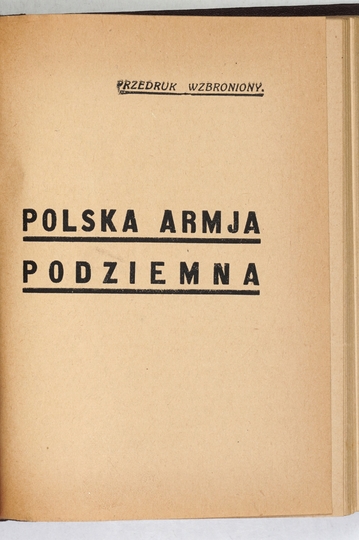 PRZEDRUK WZBRONIONY.
POLSKA ARMJA
PODZIEMNA